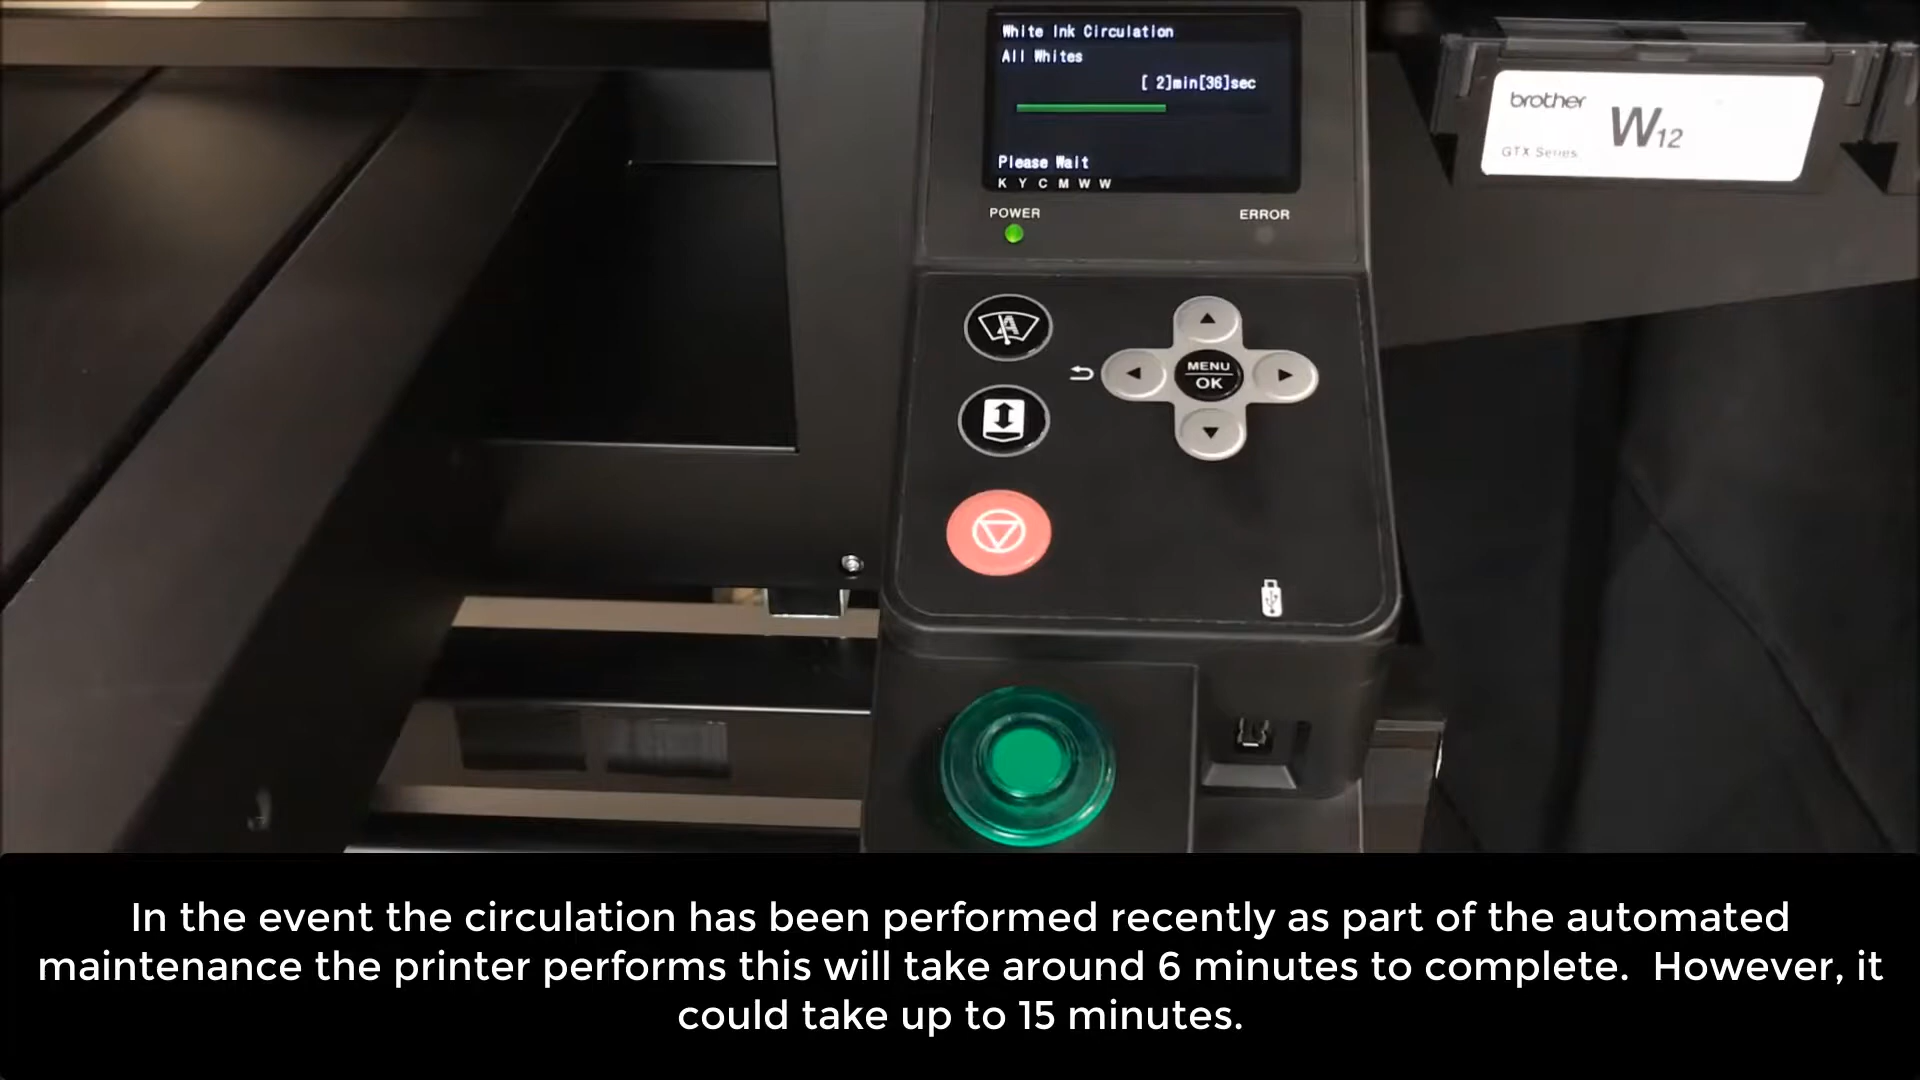 White Ink Circulation
All Whites
[ 2]min[36]sec
Please Wait
K Y C M W W
POWER
ERROR
brother
W12
GTX Series
A
MENU
OK
In the event the circulation has been performed recently as part of the automated
maintenance the printer performs this will take around 6 minutes to complete.  However, it
could take up to 15 minutes.